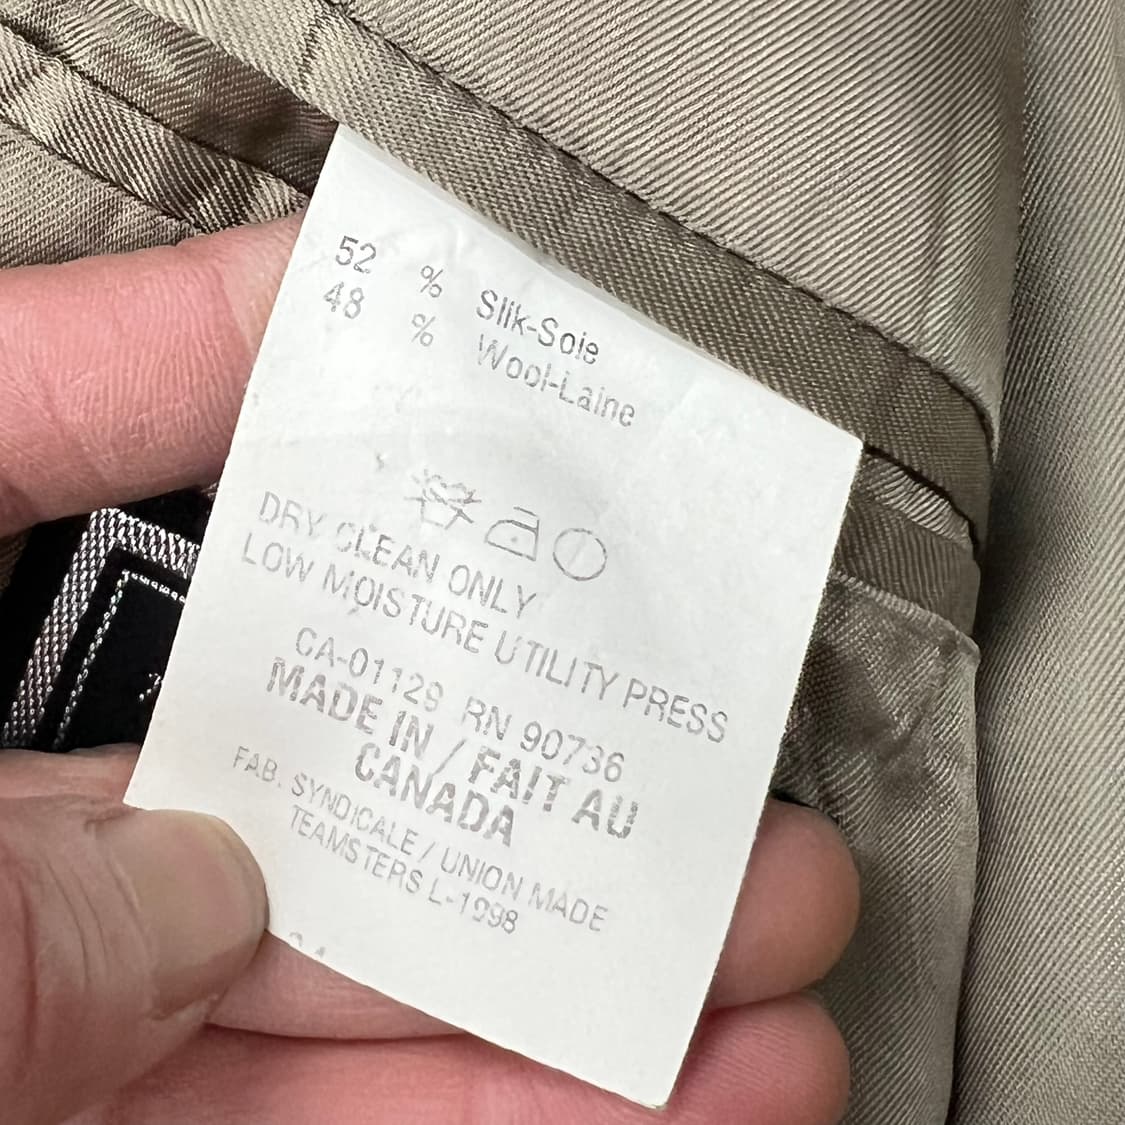 52 % Silk-Soie
48 % Wool-Laine
DRY CLEAN ONLY
LOW MOISTURE UTILITY PRESS
CA-01129 RN 90736
MADE IN / FAIT AU
CANADA
FAB. SYNDICALE / UNION MADE
TEAMSTERS L-1998